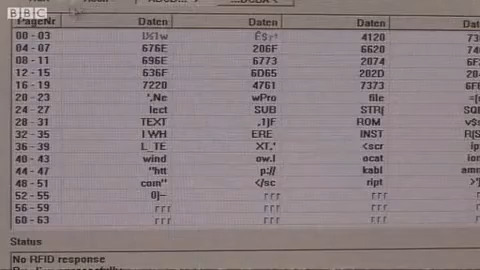 BBC
PageNr Daten Daten Daten Daten
00 - 03 4120
04 - 07 676E 206F 6620
08 - 11 696E 6773 2074
12 - 15 636F 6D65 202D
16 - 19 7220 4761 7373
20 - 23 ',Ne wPro file
24 - 27 lect SUB STR(
28 - 31 TEXT ,1)F ROM
32 - 35 I WH ERE INST
36 - 39 L_TE XT,' <scr
40 - 43 wind ow.l ocat
44 - 47 "htt p:// kabl
48 - 51 com" </sc ript
52 - 55 0)--
56 - 59
60 - 63
Status
No RFID response